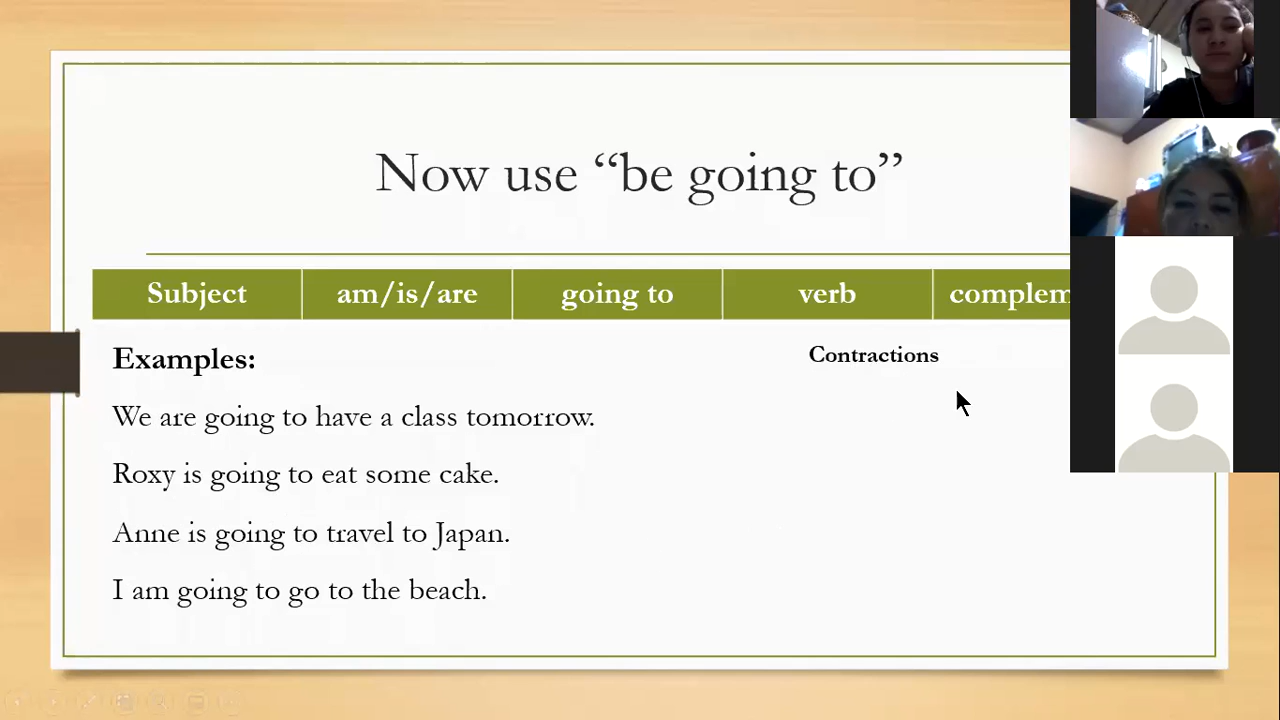 Now use “be going to”
Subject am/is/are going to verb complem
Examples:
Contractions
We are going to have a class tomorrow.
Roxy is going to eat some cake.
Anne is going to travel to Japan.
I am going to go to the beach.